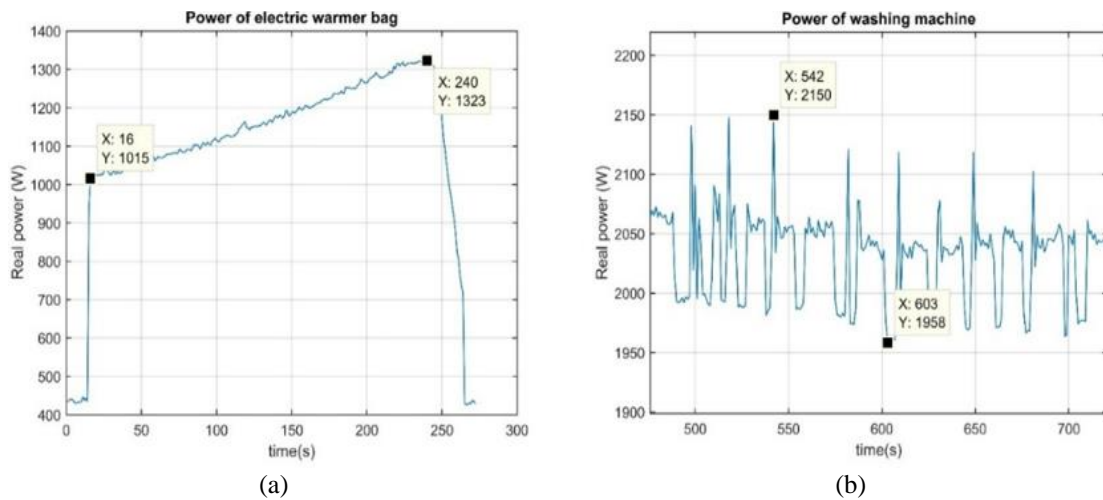 Power of electric warmer bag
1400
1300
1200
1100
1000
900
800
700
600
500
400
Real power (W)
X: 16
Y: 1015
X: 240
Y: 1323
0
50
100
150
200
250
300
time(s)
(a)
Power of washing machine
2200
2150
2100
2050
2000
1950
1900
Real power (W)
X: 542
Y: 2150
X: 603
Y: 1958
500
550
600
650
700
time(s)
(b)